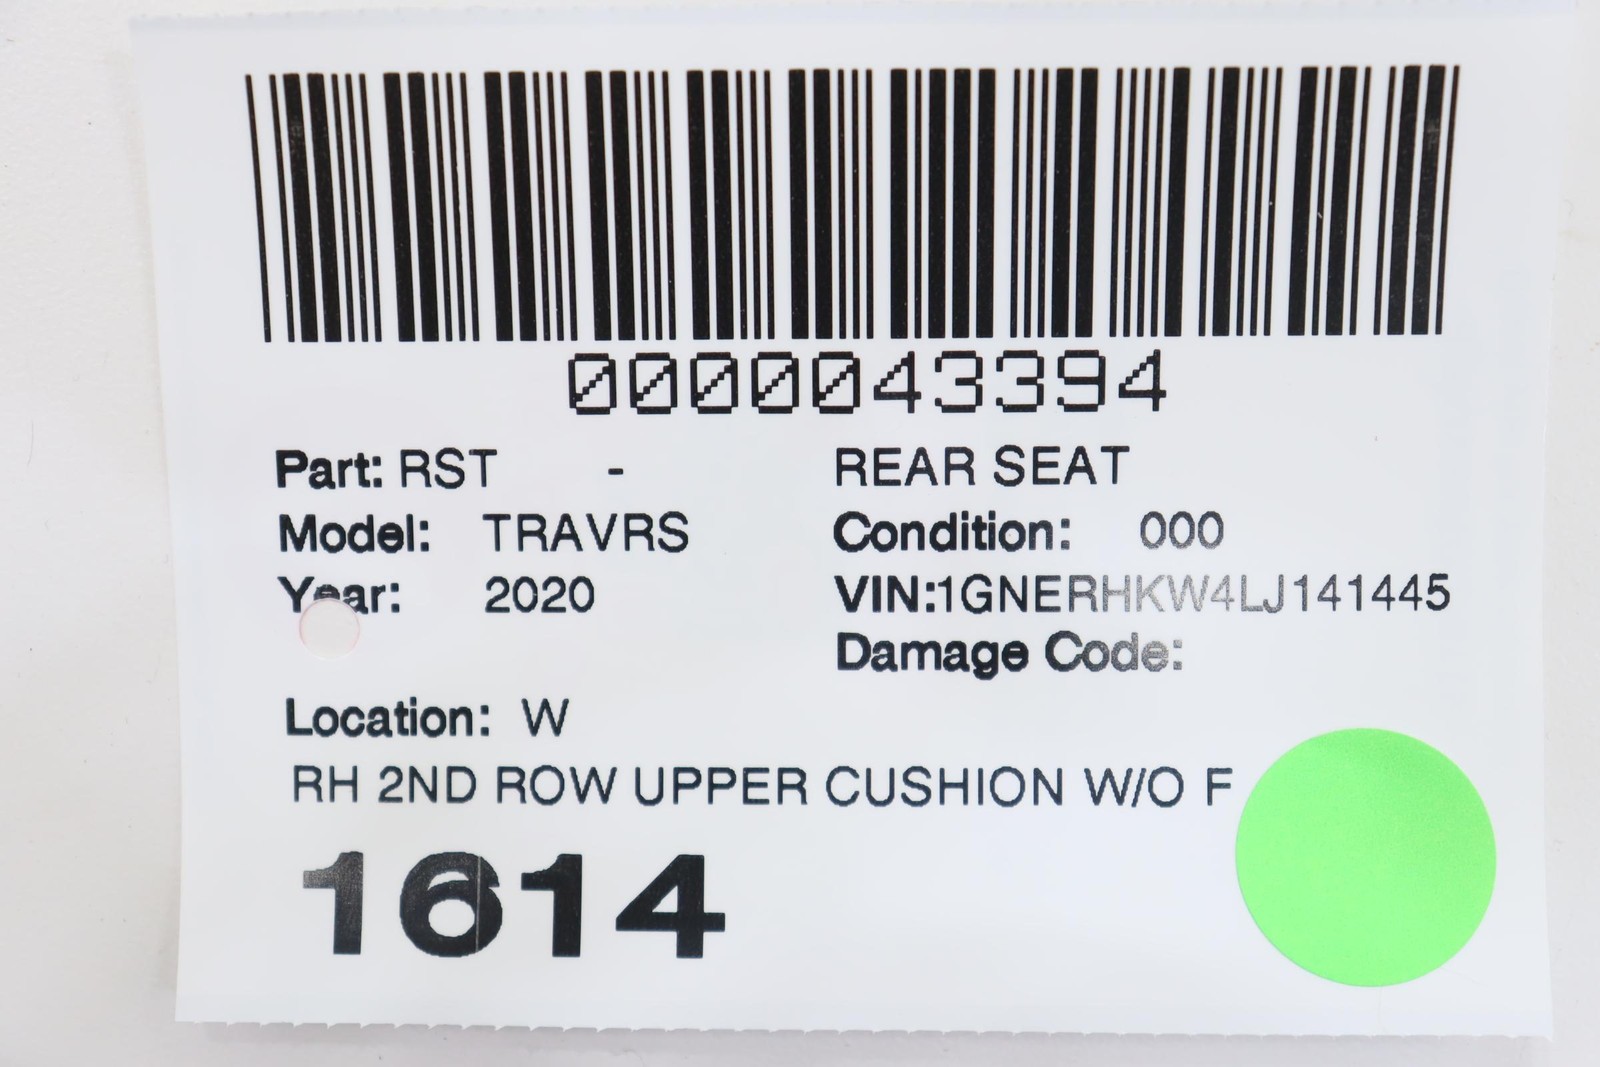 0000043394
Part: RST - REAR SEAT
Model: TRAVRS Condition: 000
Year: 2020 VIN:1GNERHKW4LJ141445
Damage Code:
Location: W
RH 2ND ROW UPPER CUSHION W/O F
1614